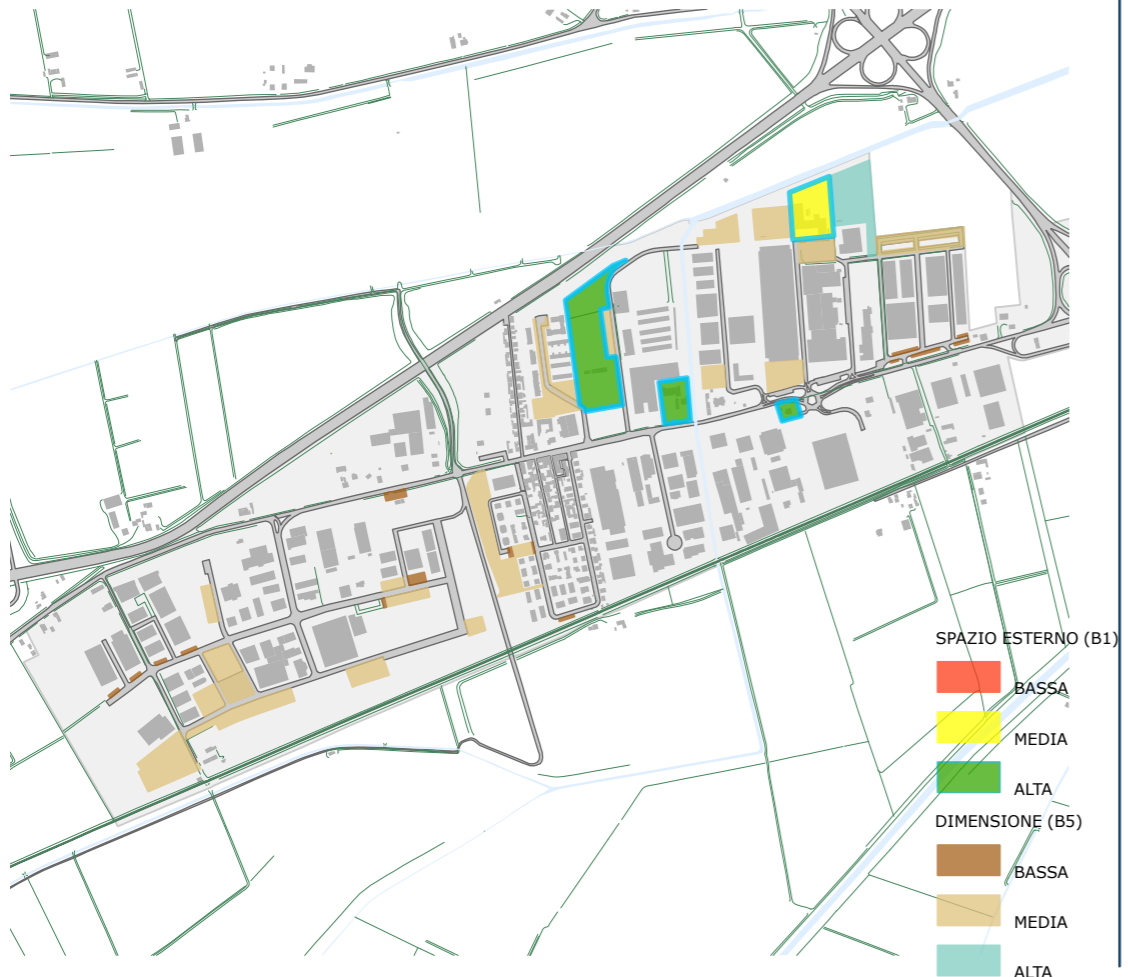 SPAZIO ESTERNO (B1)
BASSA
MEDIA
ALTA
DIMENSIONE (B5)
BASSA
MEDIA
ALTA